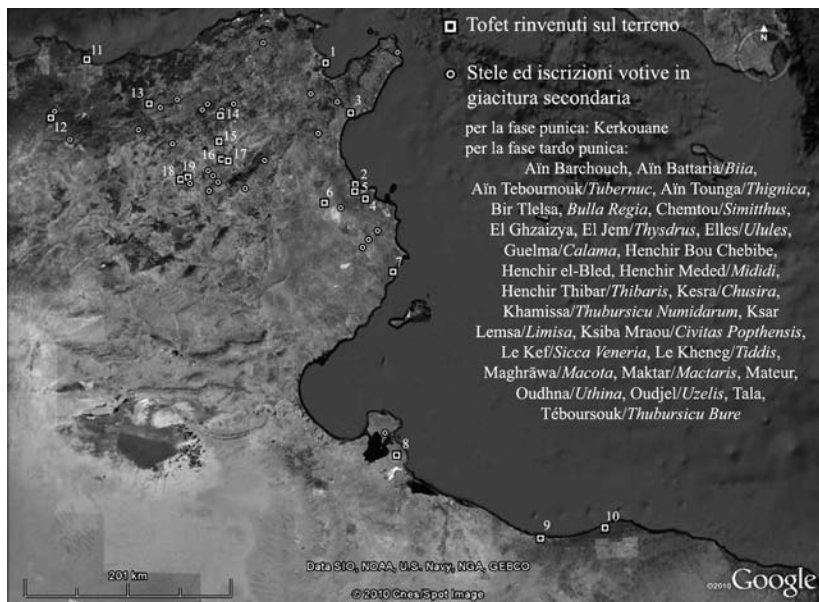 Tofet rinvenuti sul terreno
Stele ed iscrizioni votive in
giacitura secondaria
per la fase punica: Kerkouane
per la fase tardo punica:
Aïn Barchouch, Aïn Battaria/Biia,
Aïn Tebournouk/Tubernuc, Aïn Tounga/Thignica,
Bir Tlelsa, Bulla Regia, Chemtou/Simitthus,
El Ghzaizya, El Jem/Thysdrus, Elles/Ulules,
Guelma/Calama, Henchir Bou Chebibe,
Henchir el-Bled, Henchir Meded/Mididi,
Henchir Thibar/Thibaris, Kesra/Chusira,
Khamissa/Thubursicu Numidarum, Ksar
Lemsa/Limisa, Ksiba Mraou/Civitas Popthensis,
Le Kef/Sicca Veneria, Le Kheneg/Tiddis,
Maghrāwa/Macota, Maktar/Mactaris, Mateur,
Oudhna/Uthina, Oudjel/Uzelis, Tala,
Téboursouk/Thubursicu Bure
N
11
1
13
3
14
12
15
16
17
18
19
2
5
6
4
7
8
9
10
201 km
Data SIO, NOAA, U.S. Navy, NGA, GEBCO
© 2010 Cnes/Spot Image
©2010 Google